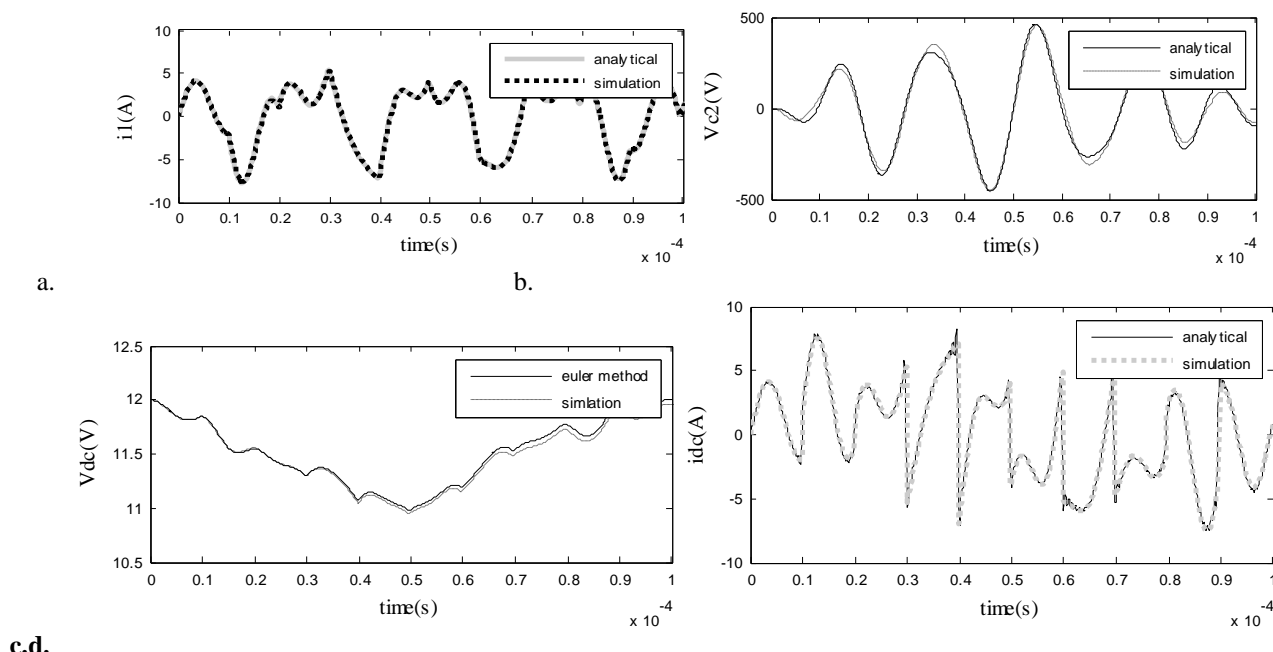 10
5
0
-5
-10
i1(A)
analytical
simulation
0 0.1 0.2 0.3 0.4 0.5 0.6 0.7 0.8 0.9 1
time(s)
x 10-4
500
0
-500
Vc2(V)
analytical
simulation
0 0.1 0.2 0.3 0.4 0.5 0.6 0.7 0.8 0.9 1
time(s)
x 10-4
a.
b.
12.5
12
11.5
11
10.5
Vdc(V)
euler method
simlation
0 0.1 0.2 0.3 0.4 0.5 0.6 0.7 0.8 0.9 1
time(s)
x 10-4
10
5
0
-5
-10
idc(A)
analytical
simulation
0 0.1 0.2 0.3 0.4 0.5 0.6 0.7 0.8 0.9 1
time(s)
x 10-4
c.d.